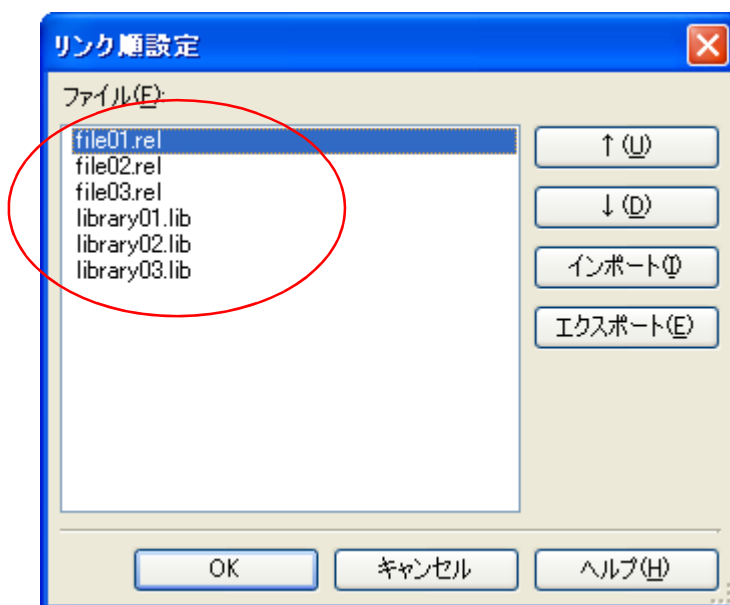 リンク順設定
ファイル(F):
file01.rel
file02.rel
file03.rel
library01.lib
library02.lib
library03.lib
↑(U)
↓(D)
インポート(I)
エクスポート(E)
OK
キャンセル
ヘルプ(H)